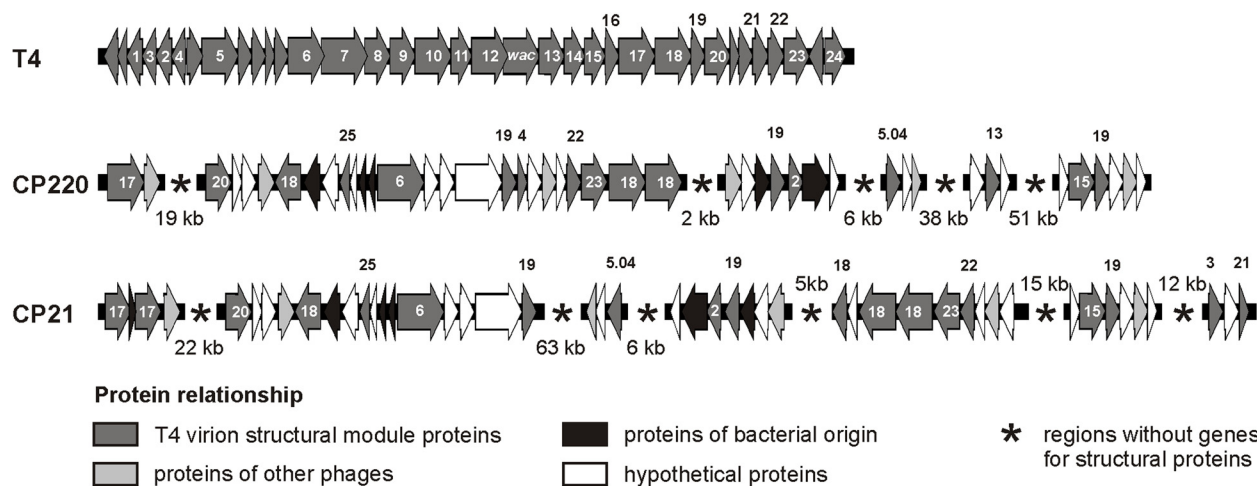 16 19 21 22
T4 1 3 2 4 5 6 7 8 9 10 11 12 wac 13 14 15 17 18 20 23 24
25 19 4 22 19 5.04 13 19
CP220 17 * 20 18 6 23 18 18 * 2 * * * 15
19 kb 2 kb 6 kb 38 kb 51 kb
25 19 5.04 19 5kb 18 22 15 kb 19 12 kb 3 21
CP21 17 17 * 20 18 6 * * 2 * 18 18 23 * 15 *
22 kb 63 kb 6 kb
Protein relationship
T4 virion structural module proteins proteins of bacterial origin * regions without genes
proteins of other phages hypothetical proteins for structural proteins